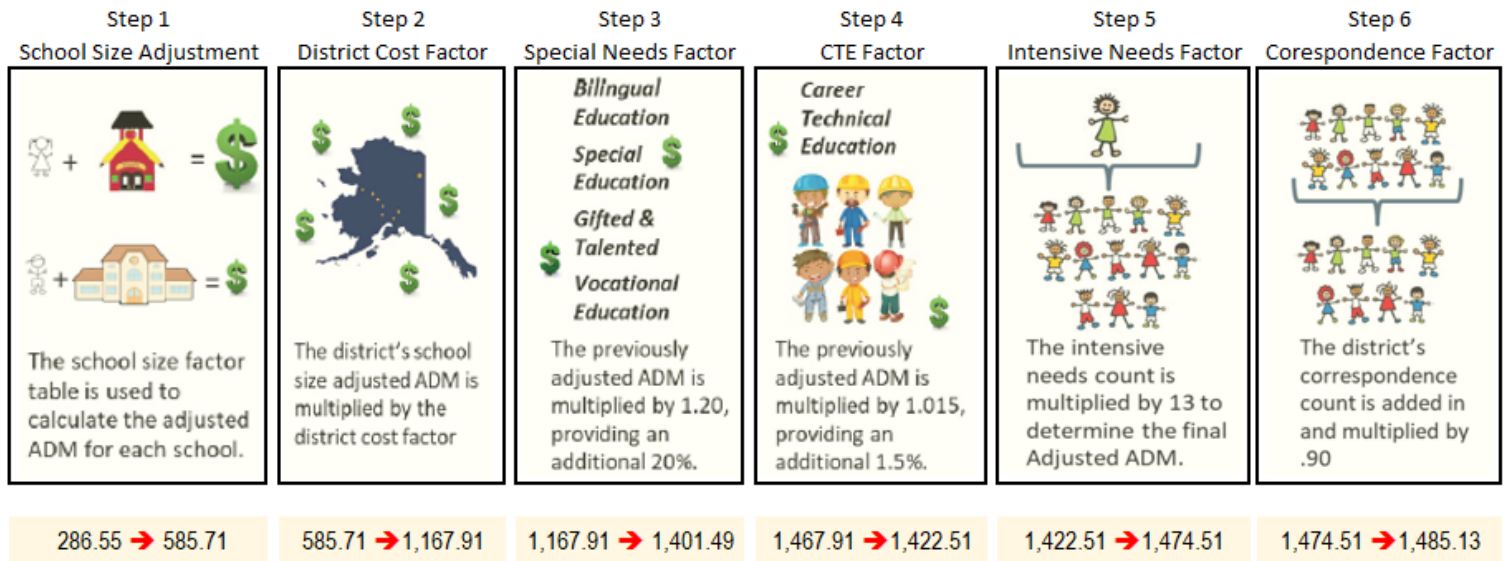 Step 1
School Size Adjustment
+
= $
+
= $
The school size factor
table is used to
calculate the adjusted
ADM for each school.
286.55 → 585.71
Step 2
District Cost Factor
$
$
$
$
$
The district's school
size adjusted ADM is
multiplied by the
district cost factor
585.71 → 1,167.91
Step 3
Special Needs Factor
Bilingual
Education
Special $
Education
Gifted &
$ Talented
Vocational
Education
The previously
adjusted ADM is
multiplied by 1.20,
providing an
additional 20%.
1,167.91 → 1,401.49
Step 4
CTE Factor
Career
Technical
$ Education
$
The previously
adjusted ADM is
multiplied by 1.015,
providing an
additional 1.5%.
1,467.91 → 1,422.51
Step 5
Intensive Needs Factor
The intensive
needs count is
multiplied by 13 to
determine the final
Adjusted ADM.
1,422.51 → 1,474.51
Step 6
Corespondence Factor
The district's
correspondence
count is added in
and multiplied by
.90
1,474.51 → 1,485.13